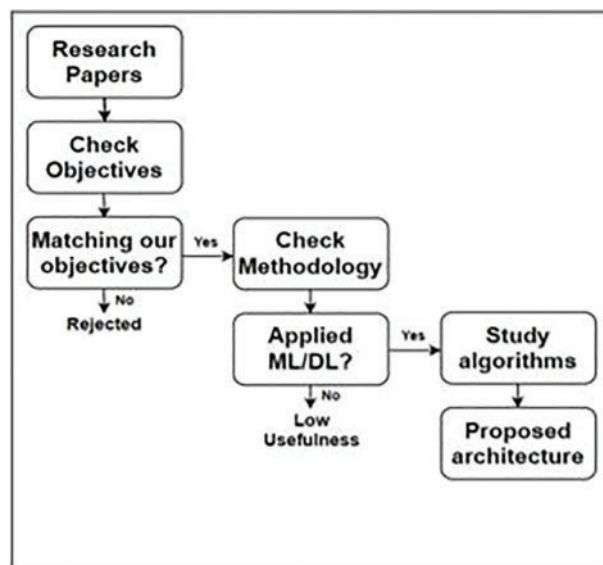 Research
Papers
Check
Objectives
Matching our
objectives?
Yes
No
Rejected
Check
Methodology
Applied
ML/DL?
Yes
No
Low
Usefulness
Study
algorithms
Proposed
architecture